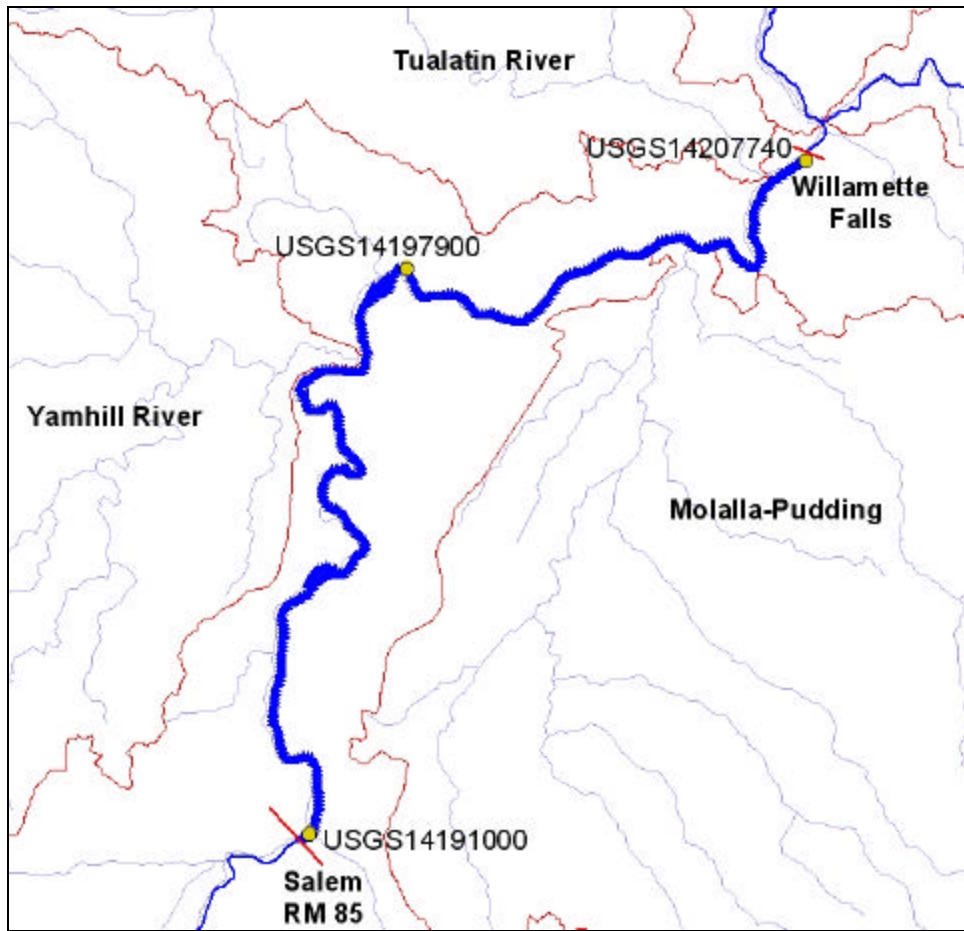 Tualatin River
USGS14207740
Willamette
Falls
USGS14197900
Yamhill River
Molalla-Pudding
USGS14191000
Salem
RM 85